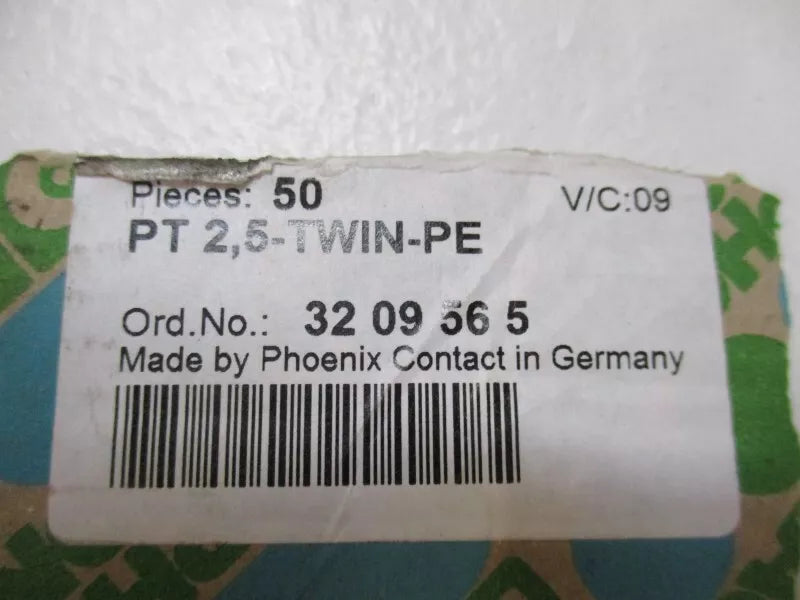 Pieces: 50 V/C:09
PT 2,5-TWIN-PE
Ord.No.: 32 09 56 5
Made by Phoenix Contact in Germany